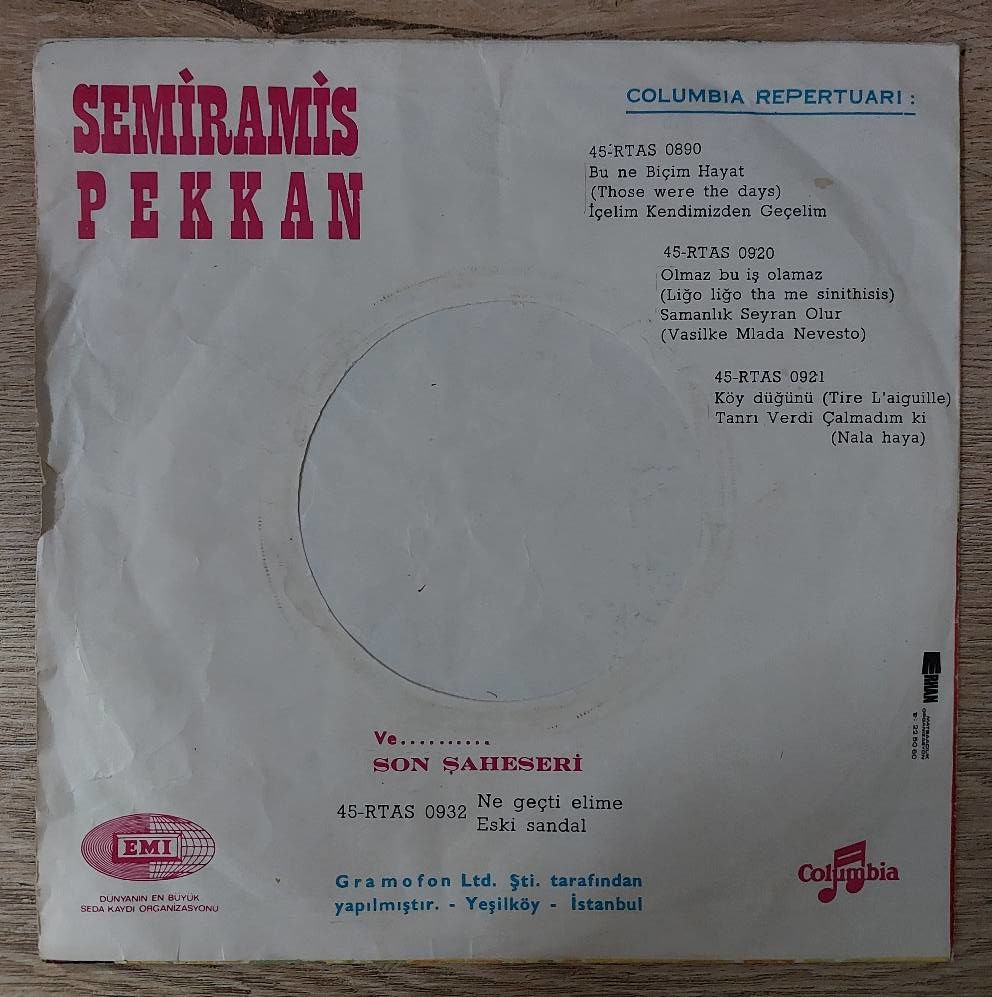 SEMİRAMİS
PEKKAN
COLUMBIA REPERTUARI :
45-RTAS 0890
Bu ne Biçim Hayat
(Those were the days)
İçelim Kendimizden Geçelim
45-RTAS 0920
Olmaz bu iş olamaz
(Liğo liğo tha me sinithisis)
Samanlık Seyran Olur
(Vasilke Mlada Nevesto)
45-RTAS 0921
Köy düğünü (Tire L'aiguille)
Tanrı Verdi Çalmadım ki
(Nala haya)
ERMAN
MATBAACILIK
ORGANİZASYON
Ve..........
SON ŞAHESERİ
45-RTAS 0932
Ne geçti elime
Eski sandal
EMI
DÜNYANIN EN BÜYÜK
SEDA KAYDI ORGANIZASYONU
Gramofon Ltd. Şti. tarafından
yapılmıştır. - Yeşilköy - İstanbul
Columbia